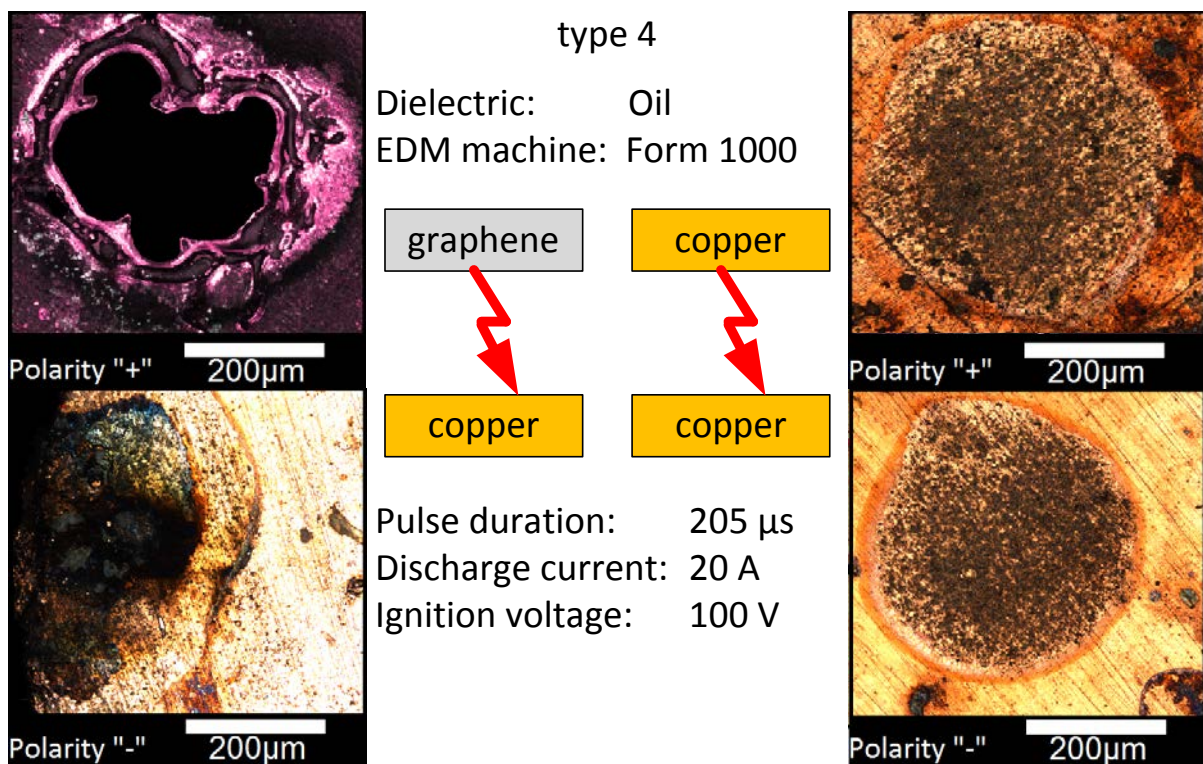 type 4
Dielectric: Oil
EDM machine: Form 1000
graphene
copper
copper
copper
Pulse duration: 205 µs
Discharge current: 20 A
Ignition voltage: 100 V
Polarity "+" 200µm
Polarity "-" 200µm
Polarity "+" 200µm
Polarity "-" 200µm